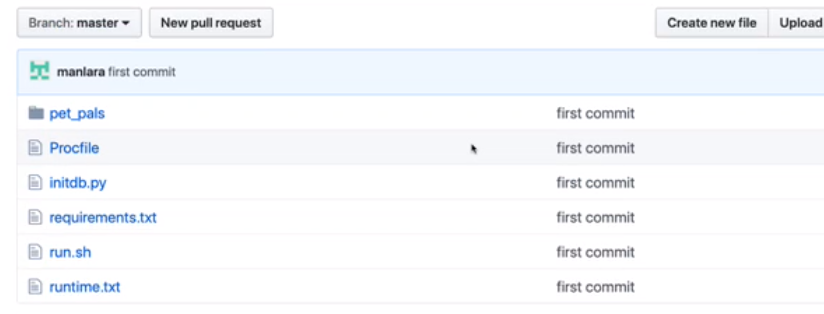 Branch: master New pull request Create new file Upload
manlara first commit
pet_pals first commit
Procfile first commit
initdb.py first commit
requirements.txt first commit
run.sh first commit
runtime.txt first commit